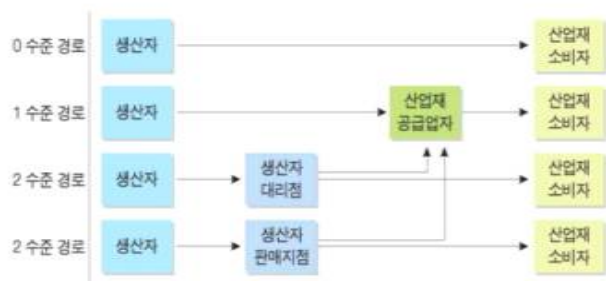 0 수준 경로
생산자
산업재
소비자
1 수준 경로
생산자
산업재
공급업자
산업재
소비자
2 수준 경로
생산자
생산자
대리점
산업재
소비자
2 수준 경로
생산자
생산자
판매지점
산업재
소비자